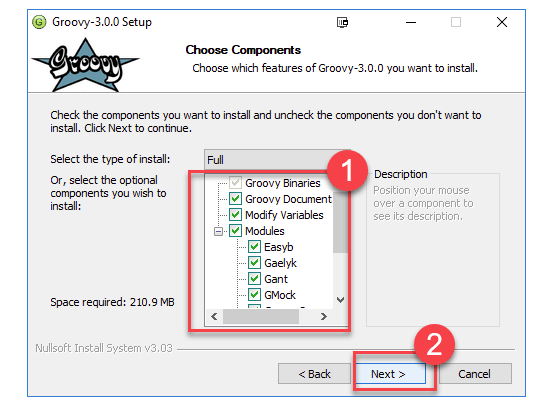 Groovy-3.0.0 Setup
Groovy
Choose Components
Choose which features of Groovy-3.0.0 you want to install.
Check the components you want to install and uncheck the components you don't want to
install. Click Next to continue.
Select the type of install:
Full
1
Or, select the optional
components you wish to
install:
Groovy Binaries
Groovy Document
Modify Variables
Modules
Easyb
Gaelyk
Gant
GMock
Description
Position your mouse
over a component to
see its description.
Space required: 210.9 MB
Nullsoft Install System v3.03
2
< Back
Next >
Cancel